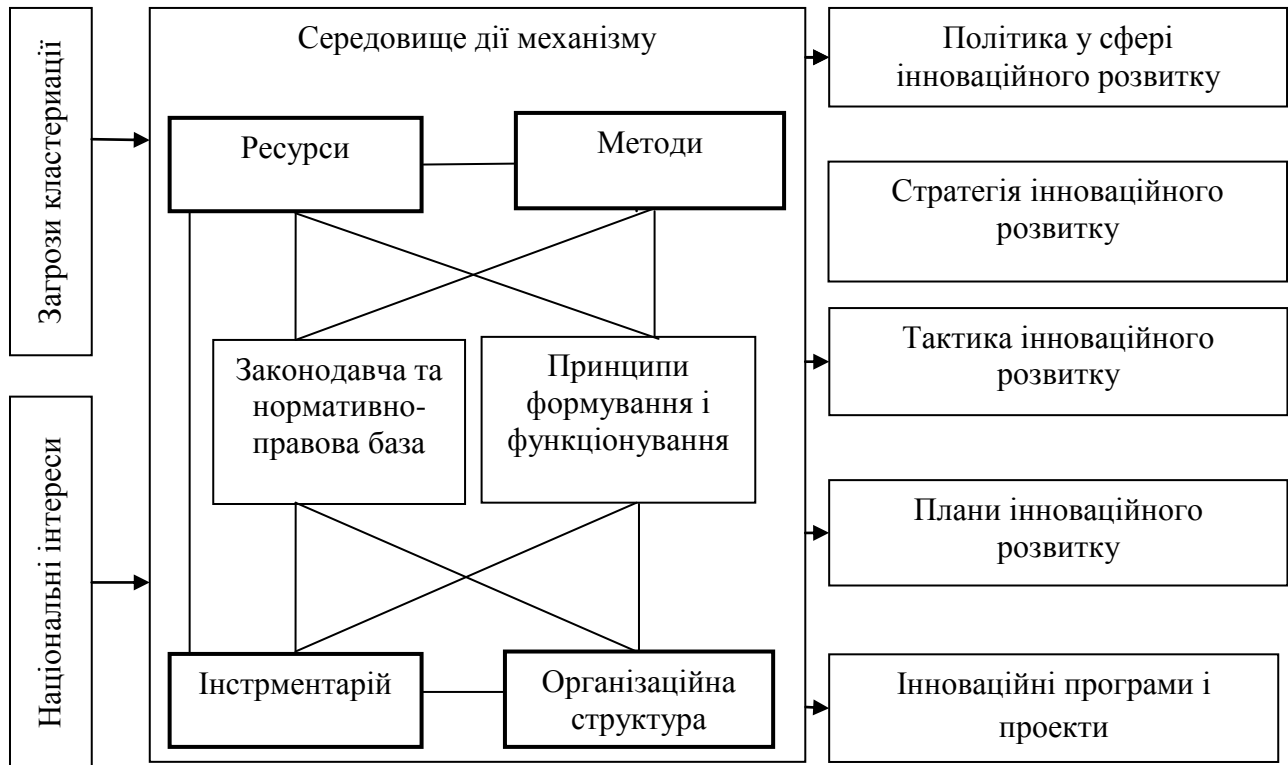 Загрози кластериації
Національні інтереси
Середовище дії механізму
Ресурси
Методи
Законодавча та
нормативно-
правова база
Принципи
формування і
функціонування
Інстрментарій
Організаційна
структура
Політика у сфері
інноваційного розвитку
Стратегія інноваційного
розвитку
Тактика інноваційного
розвитку
Плани інноваційного
розвитку
Інноваційні програми і
проекти